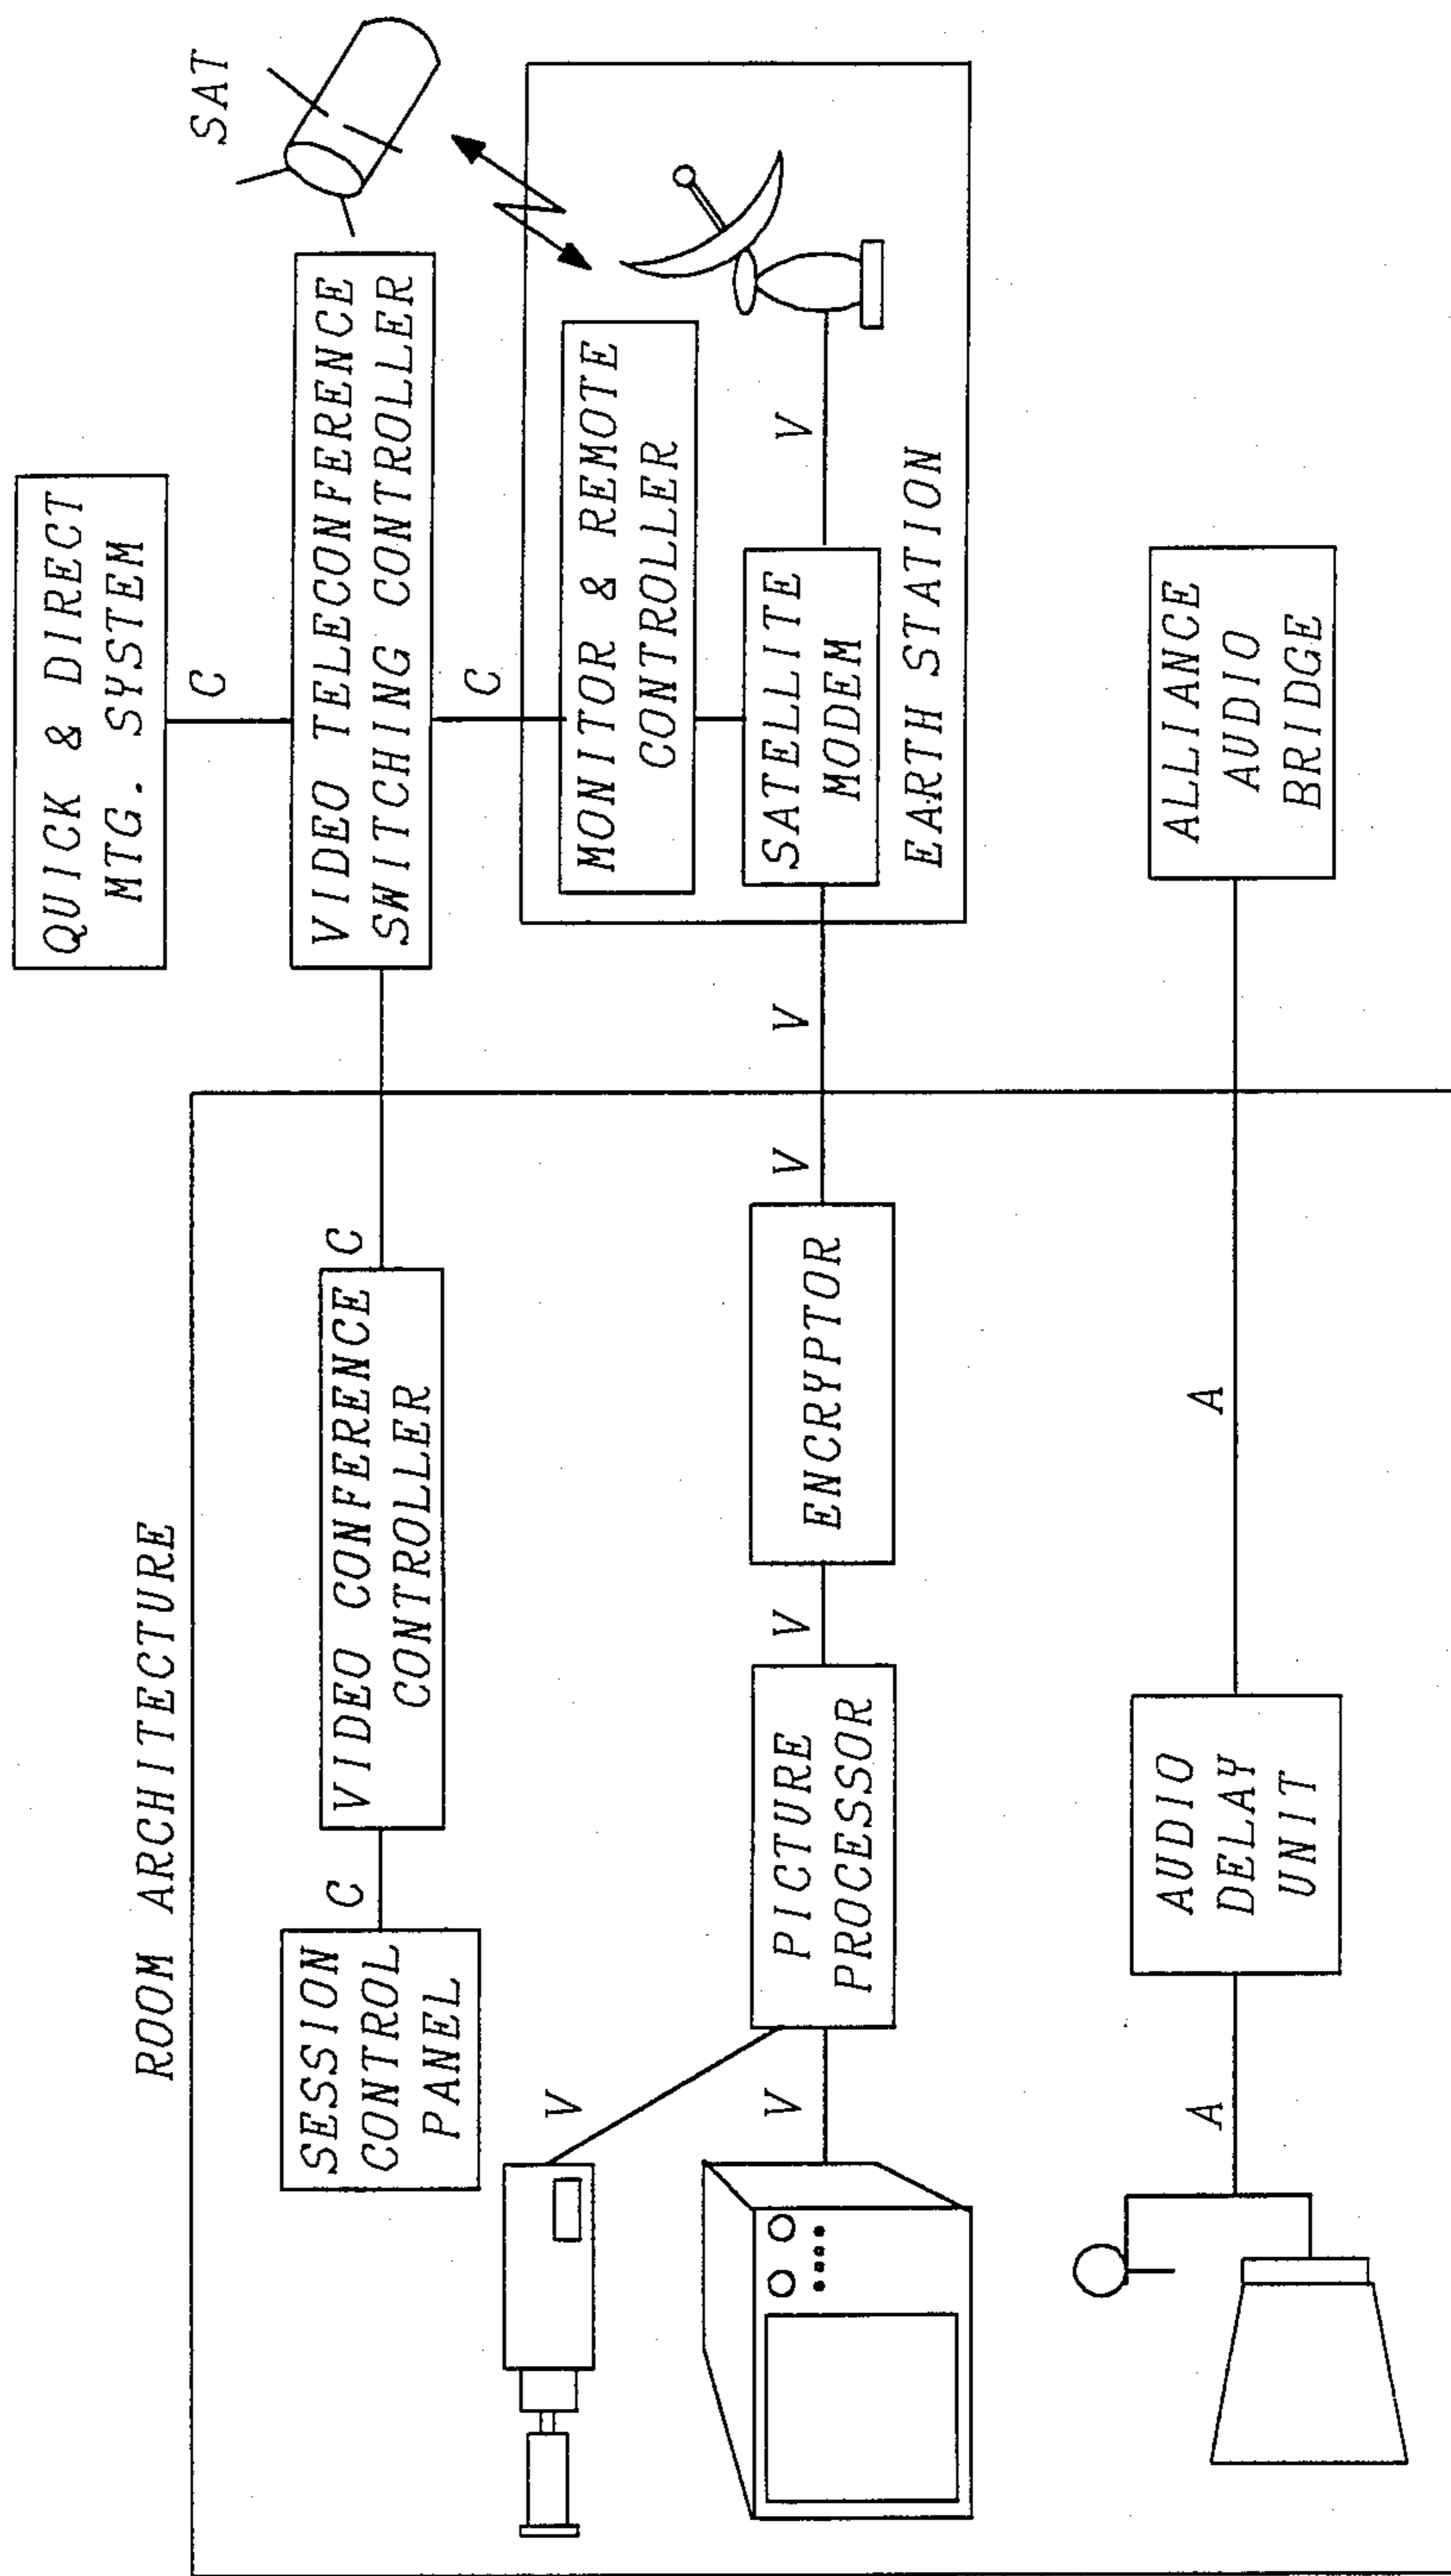 ROOM ARCHITECTURE
SESSION
CONTROL
PANEL
C
VIDEO CONFERENCE
CONTROLLER
C
QUICK & DIRECT
MTG. SYSTEM
C
VIDEO TELECONFERENCE
SWITCHING CONTROLLER
C
SAT
MONITOR & REMOTE
CONTROLLER
SATELLITE
MODEM
V
EARTH STATION
V
V
PICTURE
PROCESSOR
V
ENCRYPTOR
V
V
A
AUDIO
DELAY
UNIT
A
ALLIANCE
AUDIO
BRIDGE